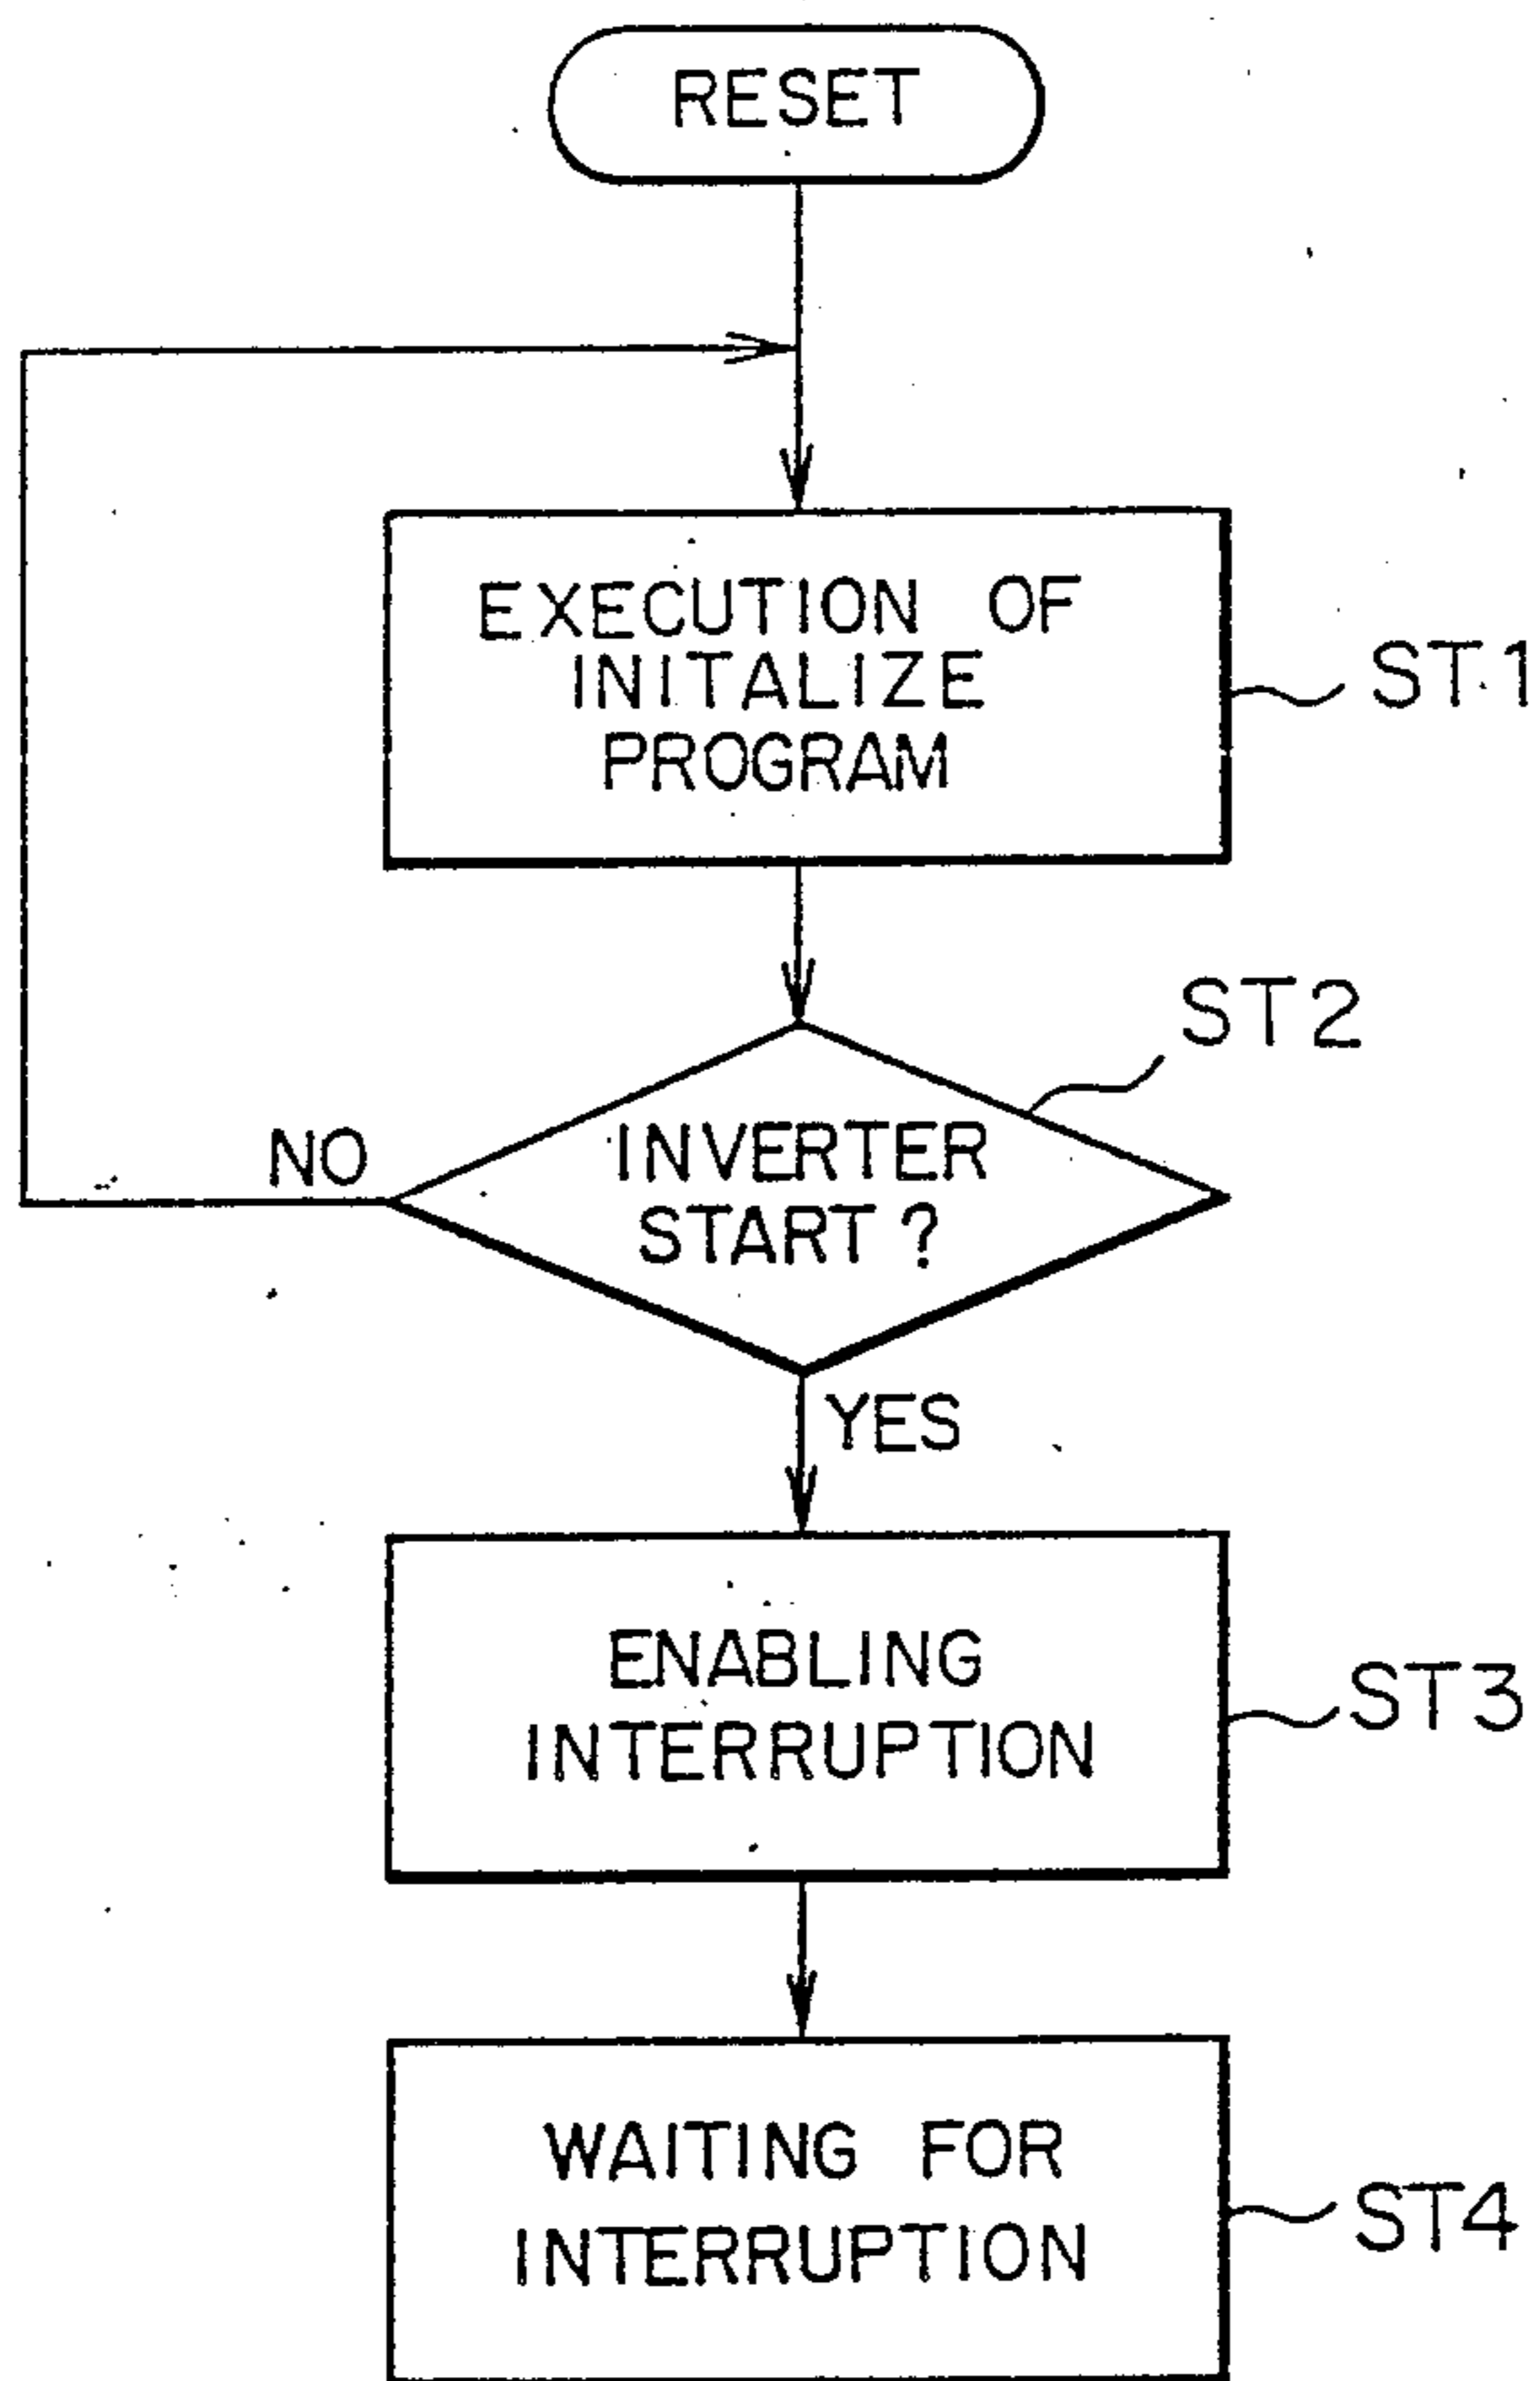 RESET
EXECUTION OF
INITALIZE
PROGRAM
ST1
ST2
NO
INVERTER
START?
YES
ENABLING
INTERRUPTION
ST3
WAITING FOR
INTERRUPTION
ST4